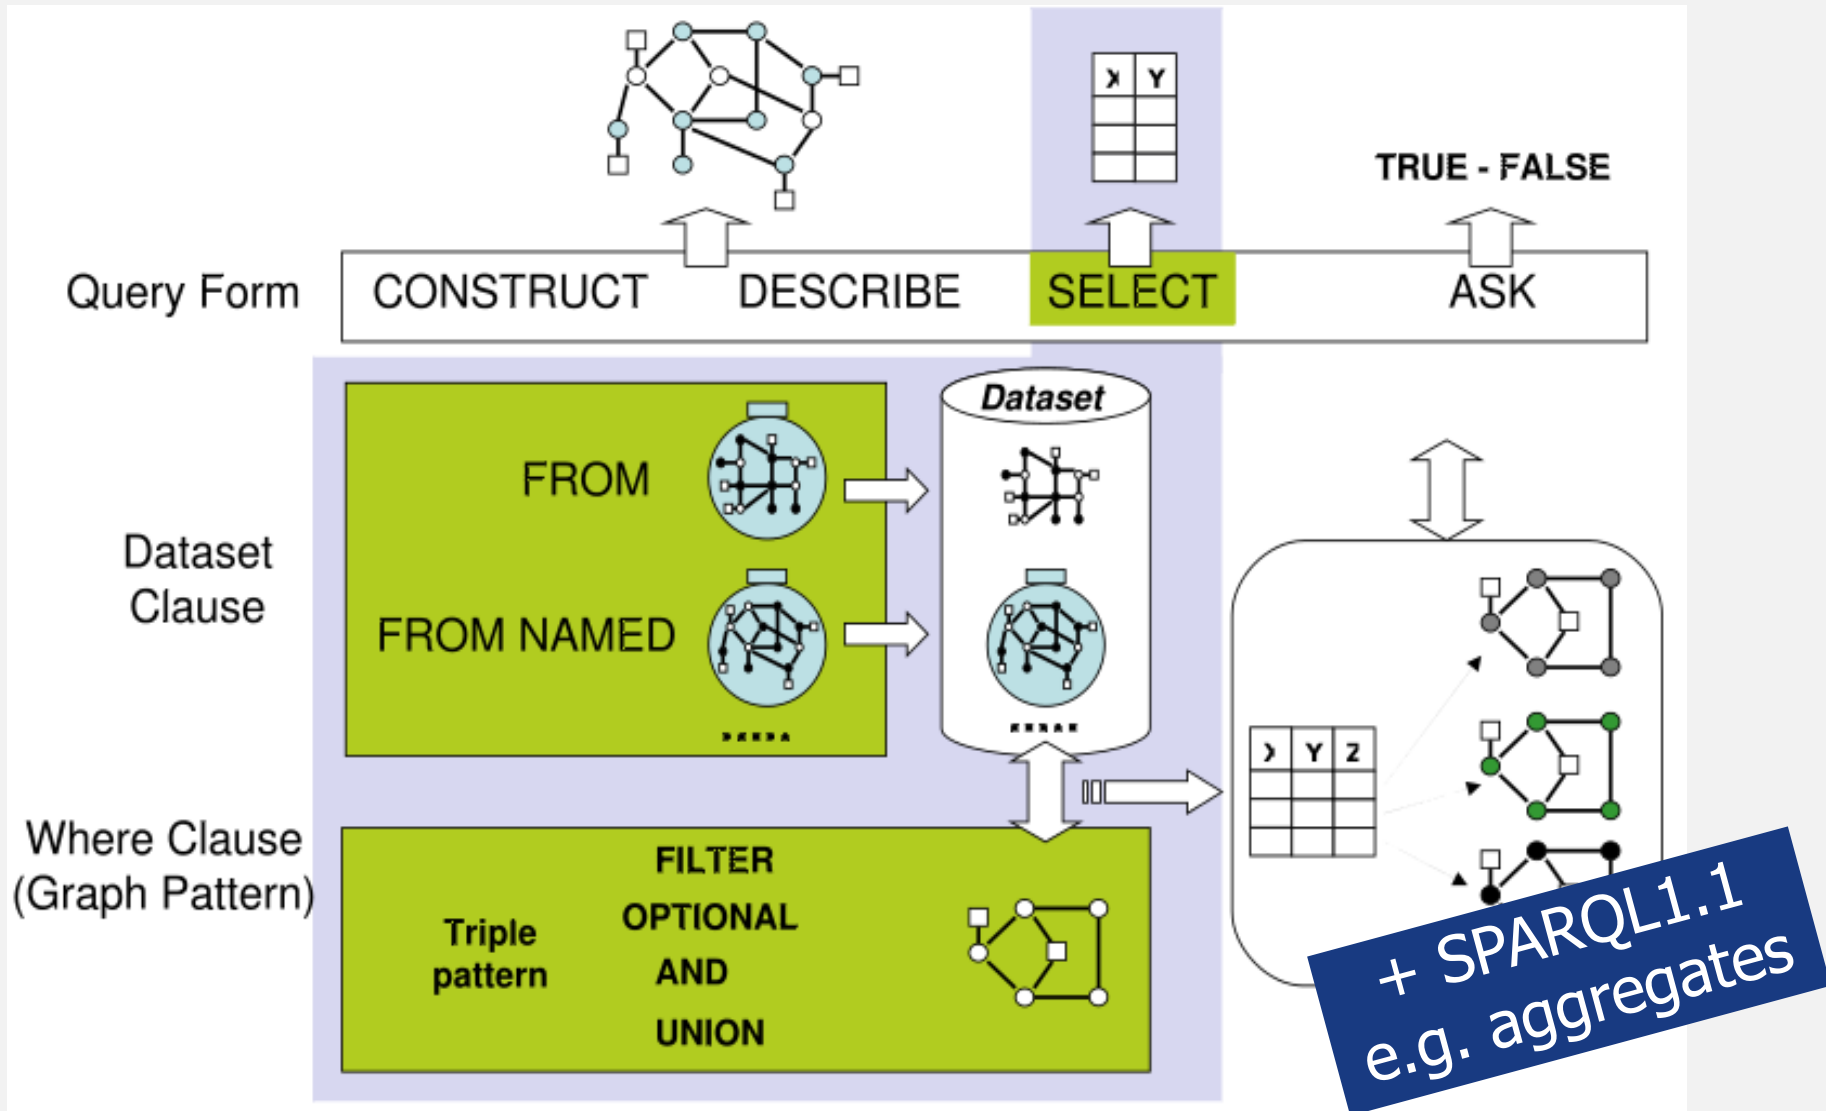 X Y
TRUE - FALSE
Query Form
CONSTRUCT DESCRIBE SELECT ASK
Dataset
FROM
Dataset
Clause
FROM NAMED
X Y Z
Where Clause
(Graph Pattern)
FILTER
Triple
pattern
OPTIONAL
AND
UNION
+ SPARQL1.1
e.g. aggregates